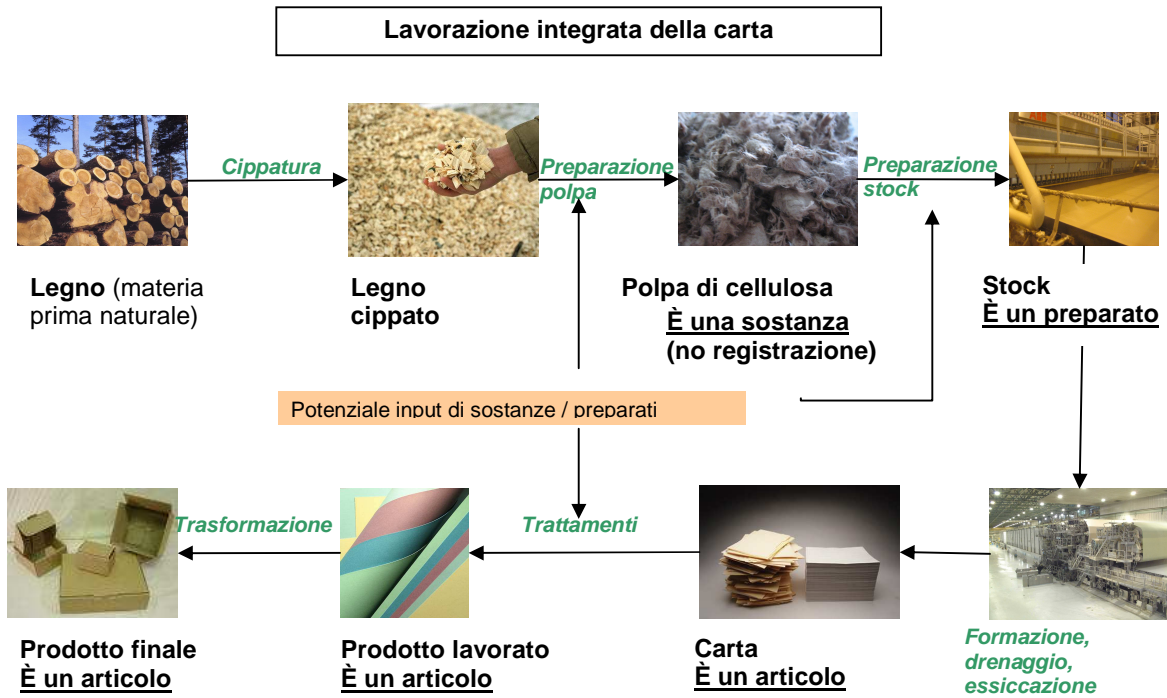 Lavorazione integrata della carta
Cippatura
Preparazione
polpa
Preparazione
stock
ABB
Legno (materia
prima naturale)
Legno
cippato
Polpa di cellulosa
È una sostanza
(no registrazione)
Stock
È un preparato
Potenziale input di sostanze / preparati
Trasformazione
Trattamenti
Prodotto finale
È un articolo
Prodotto lavorato
È un articolo
Carta
È un articolo
Formazione,
drenaggio,
essiccazione